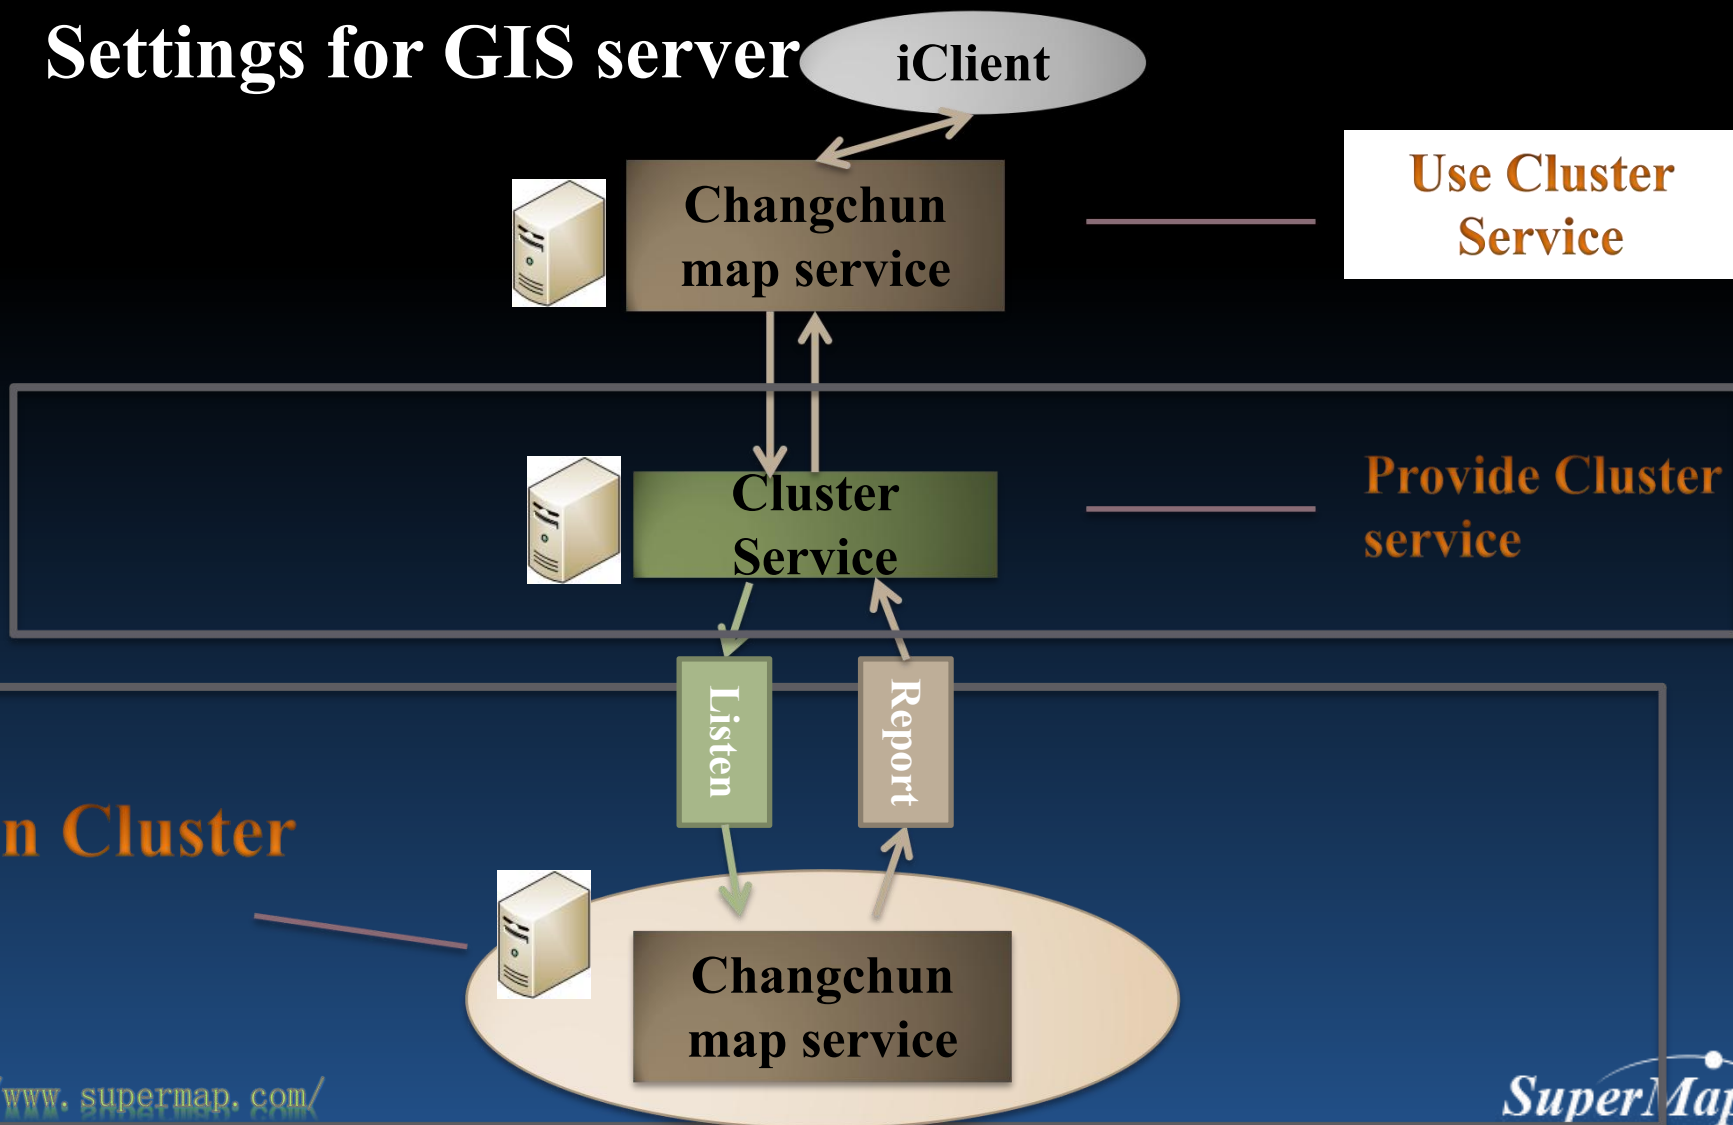 Settings for GIS server
iClient
Changchun
map service
Use Cluster
Service
Cluster
Service
Provide Cluster
service
Listen
Report
n Cluster
Changchun
map service
/www.supermap.com/
SuperMap